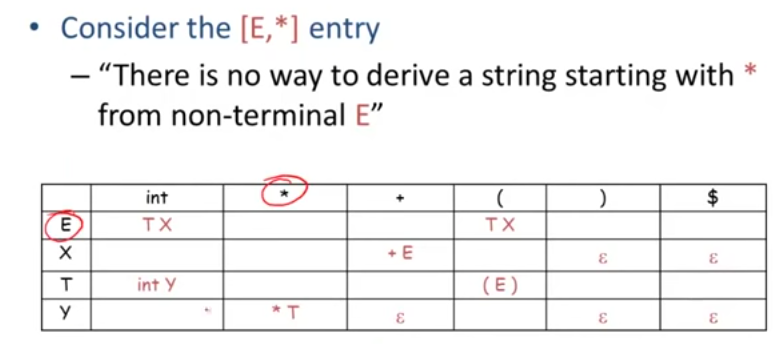 • Consider the [E,*] entry
– “There is no way to derive a string starting with *
from non-terminal E”
int * + ( ) $
E T X T X
X + E ε ε
T int Y ( E )
Y * T ε ε ε